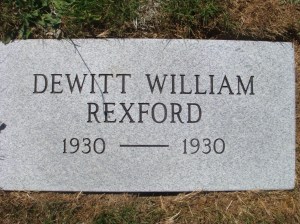 DEWITT WILLIAM
REXFORD
1930 — 1930